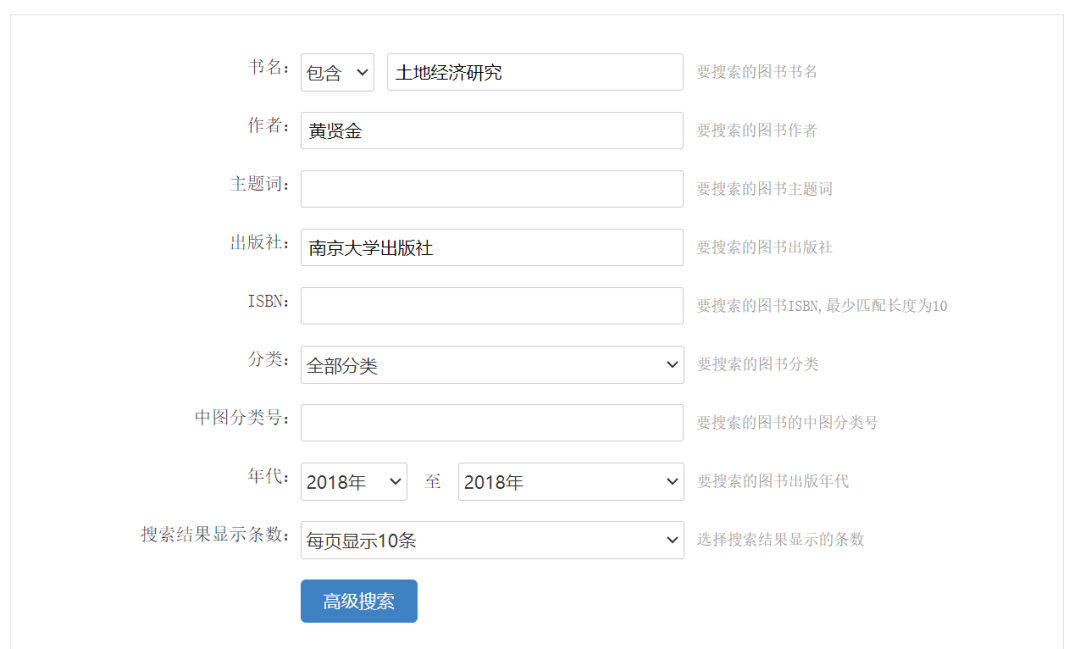 书名： 包含 土地经济研究 要搜索的图书书名
作者： 黄贤金 要搜索的图书作者
主题词： 要搜索的图书主题词
出版社： 南京大学出版社 要搜索的图书出版社
ISBN： 要搜索的图书ISBN,最少匹配长度为10
分类： 全部分类 要搜索的图书分类
中图分类号： 要搜索的图书的中图分类号
年代： 2018年 至 2018年 要搜索的图书出版年代
搜索结果显示条数： 每页显示10条 选择搜索结果显示的条数
高级搜索